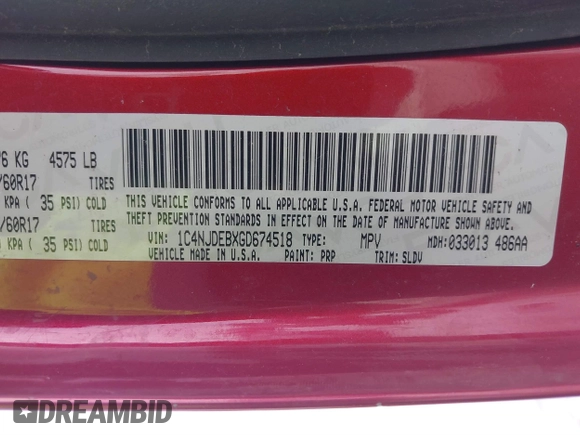 6 KG 4575 LB
/60R17 TIRES
KPA ( 35 PSI) COLD
/60R17 TIRES
KPA ( 35 PSI) COLD
THIS VEHICLE CONFORMS TO ALL APPLICABLE U.S.A. FEDERAL MOTOR VEHICLE SAFETY AND
THEFT PREVENTION STANDARDS IN EFFECT ON THE DATE OF MANUFACTURE SHOWN ABOVE.
VIN: 1C4NJDEBXGD674518 TYPE: MPV MDH: 033013 486AA
VEHICLE MADE IN U.S.A. PAINT: PRP TRIM: SLDV
DREAMBID